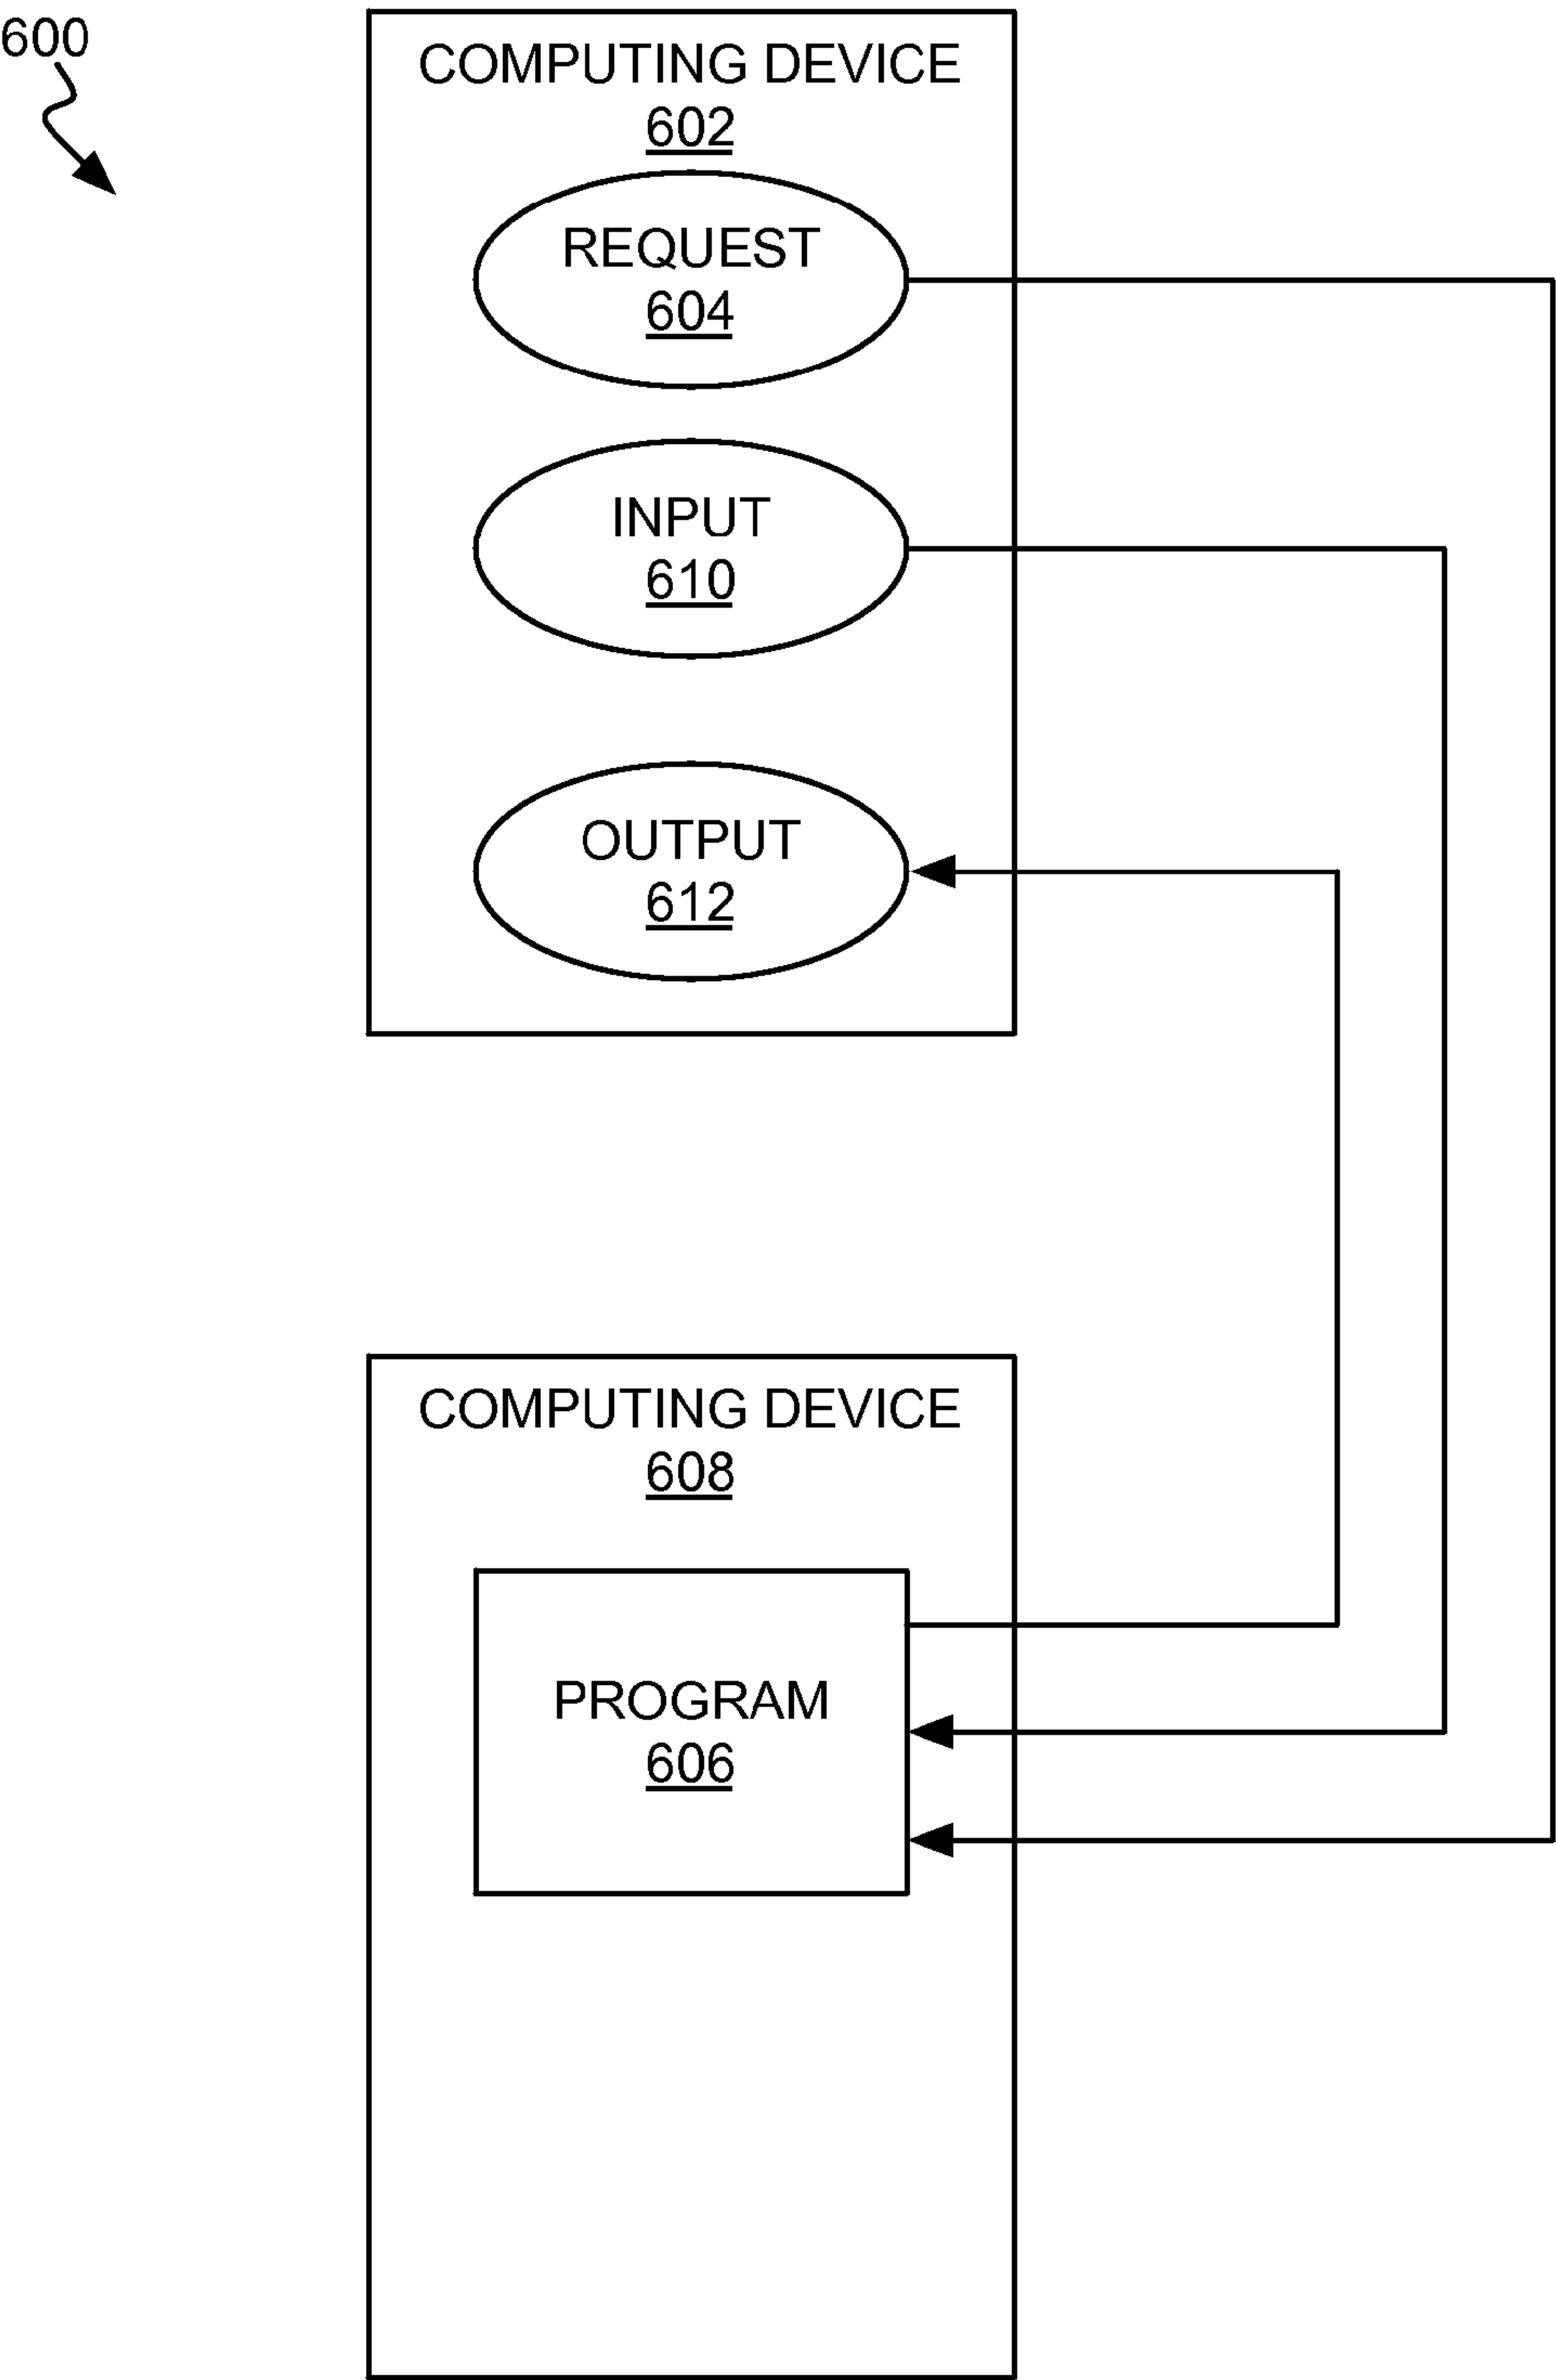 600
COMPUTING DEVICE
602
REQUEST
604
INPUT
610
OUTPUT
612
COMPUTING DEVICE
608
PROGRAM
606